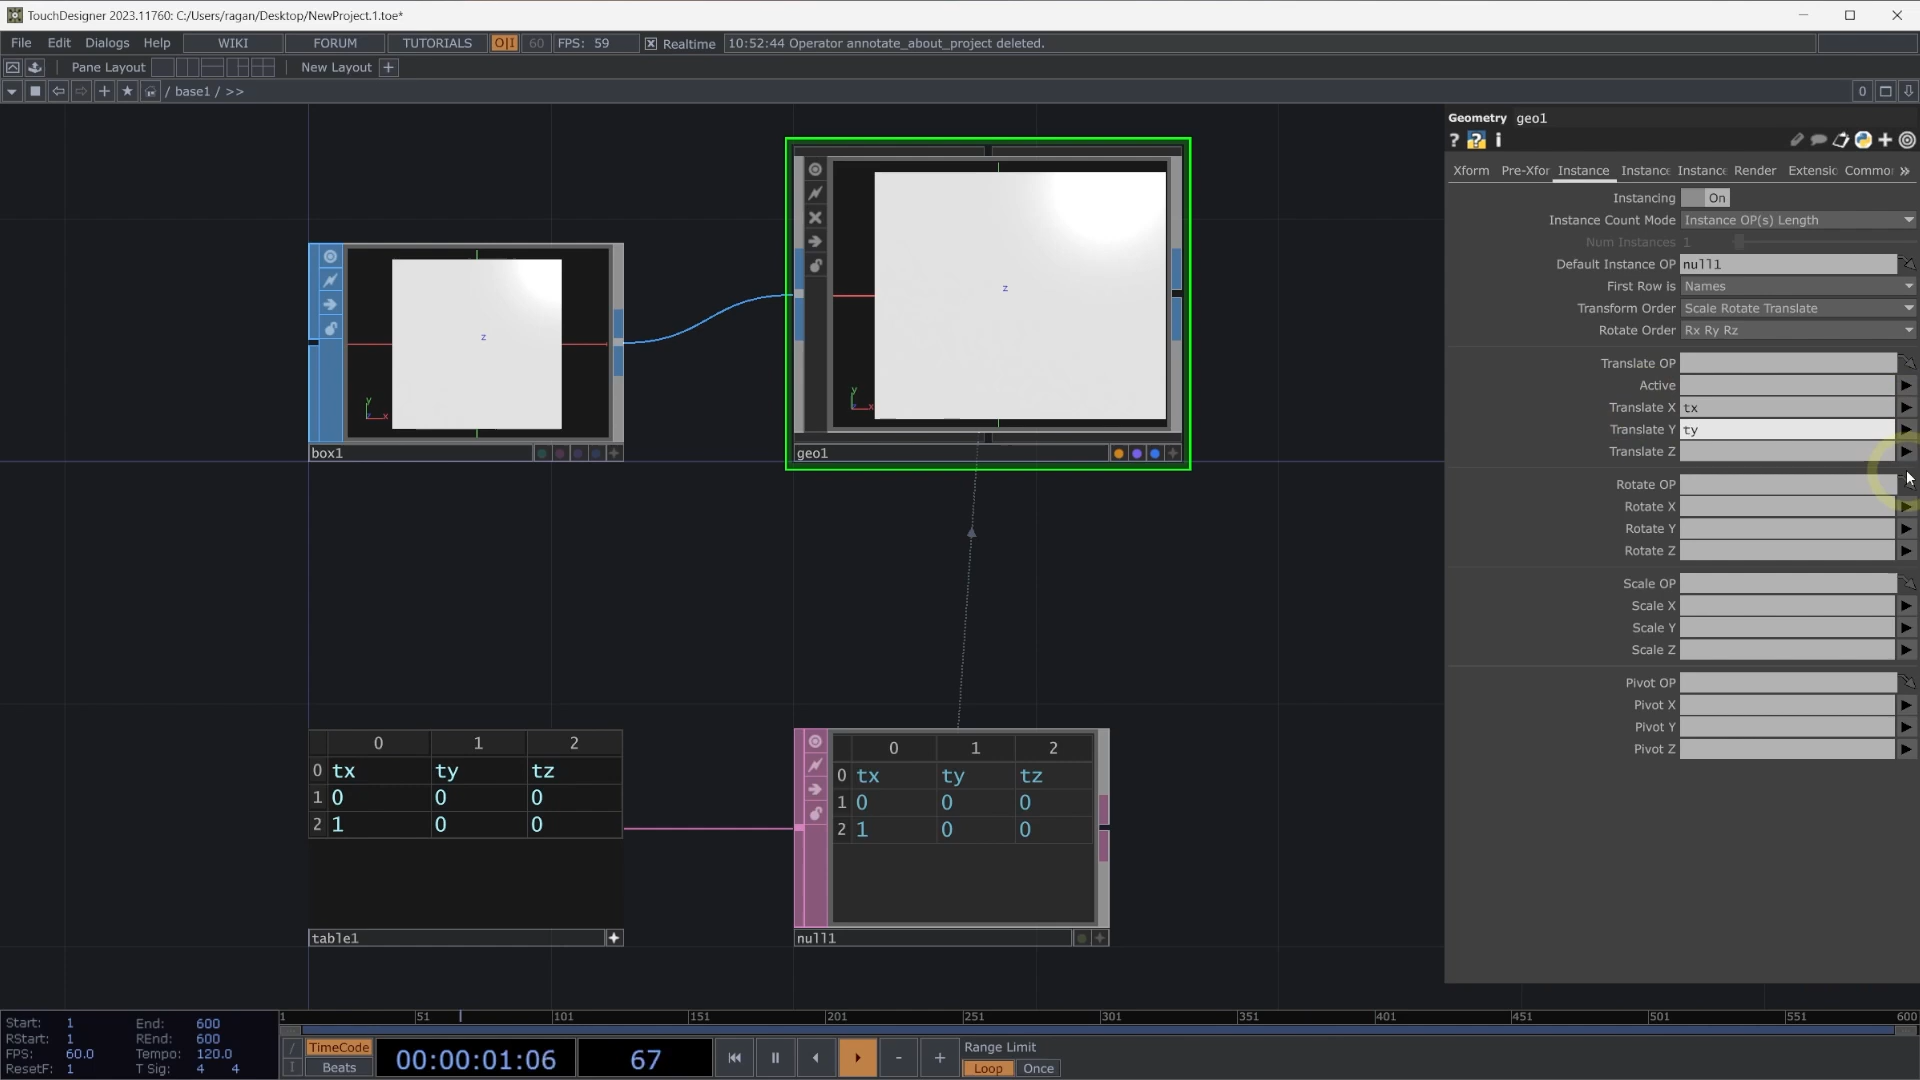 TouchDesigner 2023.11760: C:/Users/ragan/Desktop/NewProject.1.toe*
File Edit Dialogs Help WIKI FORUM TUTORIALS O|I 60 FPS: 59 Realtime 10:52:44 Operator annotate_about_project deleted.
Pane Layout New Layout +
/ base1 / >> 0
Geometry geo1
? ? i
Xform Pre-Xfor Instance Instance Instance Render Extensio Commo »
Instancing On
Instance Count Mode Instance OP(s) Length
Num Instances 1
Default Instance OP null1
First Row is Names
Transform Order Scale Rotate Translate
Rotate Order Rx Ry Rz
Translate OP
Active
Translate X tx
Translate Y ty
Translate Z
Rotate OP
Rotate X
Rotate Y
Rotate Z
Scale OP
Scale X
Scale Y
Scale Z
Pivot OP
Pivot X
Pivot Y
Pivot Z
z
y
x
box1
z
y
x
geo1
0 1 2
0 tx ty tz
1 0 0 0
2 1 0 0
table1
0 1 2
0 tx ty tz
1 0 0 0
2 1 0 0
null1
1 51 101 151 201 251 301 351 401 451 501 551 600
Start: 1 End: 600
RStart: 1 REnd: 600
FPS: 60.0 Tempo: 120.0
ResetF: 1 T Sig: 4 4
/ TimeCode
I Beats
00:00:01:06 67
- +
Range Limit
Loop Once